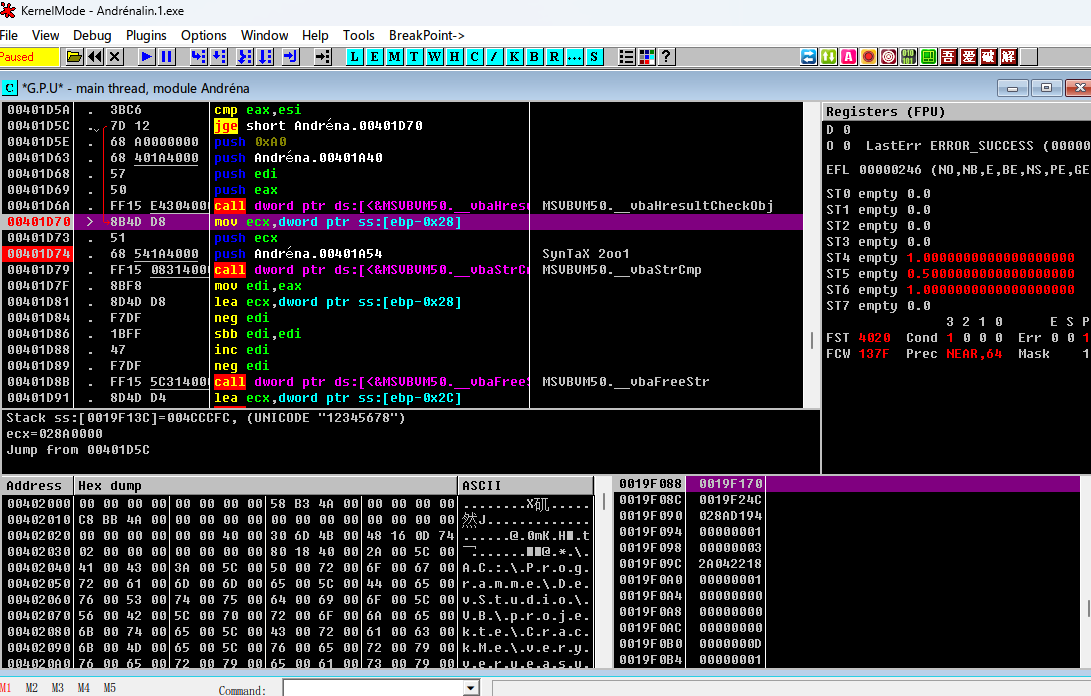 KernelMode - Andrénalin.1.exe
File View Debug Plugins Options Window Help Tools BreakPoint->
Paused L E M T W H C / K B R ... S ? A 吾 爱 破 解
C *G.P.U* - main thread, module Andréna
00401D5A . 3BC6 cmp eax,esi
00401D5C . 7D 12 jge short Andréna.00401D70
00401D5E . 68 A0000000 push 0xA0
00401D63 . 68 401A4000 push Andréna.00401A40
00401D68 . 57 push edi
00401D69 . 50 push eax
00401D6A . FF15 E4304000 call dword ptr ds:[<&MSVBVM50.__vbaHresu MSVBVM50.__vbaHresultCheckObj
00401D70 > 8B4D D8 mov ecx,dword ptr ss:[ebp-0x28]
00401D73 . 51 push ecx
00401D74 . 68 541A4000 push Andréna.00401A54 SynTaX 2oo1
00401D79 . FF15 08314000 call dword ptr ds:[<&MSVBVM50.__vbaStrCm MSVBVM50.__vbaStrCmp
00401D7F . 8BF8 mov edi,eax
00401D81 . 8D4D D8 lea ecx,dword ptr ss:[ebp-0x28]
00401D84 . F7DF neg edi
00401D86 . 1BFF sbb edi,edi
00401D88 . 47 inc edi
00401D89 . F7DF neg edi
00401D8B . FF15 5C314000 call dword ptr ds:[<&MSVBVM50.__vbaFreeS MSVBVM50.__vbaFreeStr
00401D91 . 8D4D D4 lea ecx,dword ptr ss:[ebp-0x2C]
Stack ss:[0019F13C]=004CCCFC, (UNICODE "12345678")
ecx=028A0000
Jump from 00401D5C
Registers (FPU)
D 0
O 0 LastErr ERROR_SUCCESS (00000
EFL 00000246 (NO,NB,E,BE,NS,PE,GE
ST0 empty 0.0
ST1 empty 0.0
ST2 empty 0.0
ST3 empty 0.0
ST4 empty 1.0000000000000000000
ST5 empty 0.5000000000000000000
ST6 empty 1.0000000000000000000
ST7 empty 0.0
3 2 1 0 E S P
FST 4020 Cond 1 0 0 0 Err 0 0 1
FCW 137F Prec NEAR,64 Mask 1
Address Hex dump ASCII
00402000 00 00 00 00 00 00 00 00 58 B3 4A 00 00 00 00 00 ........X矹.....
00402010 C8 BB 4A 00 00 00 00 00 00 00 00 00 00 00 00 00 然J.............
00402020 00 00 00 00 00 00 40 00 30 6D 4B 00 48 16 0D 74 ......@.0mK.H■.t
00402030 02 00 00 00 00 00 00 00 80 18 40 00 2A 00 5C 00 .......■■@.*.\.
00402040 41 00 43 00 3A 00 5C 00 50 00 72 00 6F 00 67 00 A.C.:.\.P.r.o.g.
00402050 72 00 61 00 6D 00 6D 00 65 00 5C 00 44 00 65 00 r.a.m.m.e.\.D.e.
00402060 76 00 53 00 74 00 75 00 64 00 69 00 6F 00 5C 00 v.S.t.u.d.i.o.\.
00402070 56 00 42 00 5C 00 70 00 72 00 6F 00 6A 00 65 00 V.B.\.p.r.o.j.e.
00402080 6B 00 74 00 65 00 5C 00 43 00 72 00 61 00 63 00 k.t.e.\.C.r.a.c.
00402090 6B 00 4D 00 65 00 5C 00 76 00 65 00 72 00 79 00 k.M.e.\.v.e.r.y.
004020A0 76 00 65 00 72 00 79 00 65 00 61 00 73 00 79 00 v.e.r.y.e.a.s.y.
0019F088 0019F170
0019F08C 0019F24C
0019F090 028AD194
0019F094 00000001
0019F098 00000003
0019F09C 2A042218
0019F0A0 00000001
0019F0A4 00000000
0019F0A8 00000000
0019F0AC 00000000
0019F0B0 0000000D
0019F0B4 00000001
M1 M2 M3 M4 M5 Command: